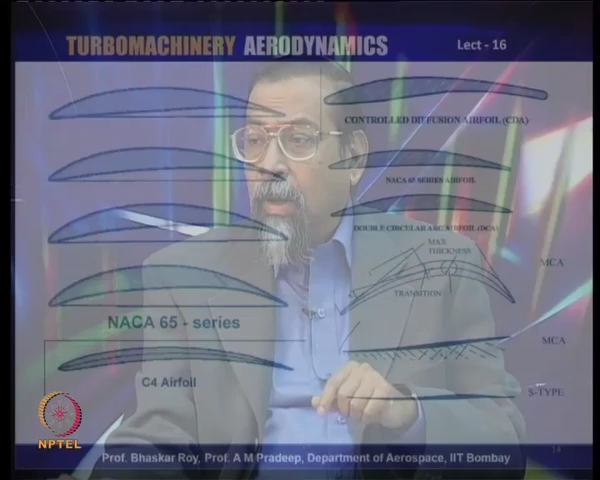 TURBOMACHINERY AERODYNAMICS
Lect - 16
CONTROLLED DIFFUSION AIRFOIL (CDA)
NACA 65 SERIES AIRFOIL
DOUBLE CIRCULAR ARC AIRFOIL (DCA)
MAX
THICKNESS
MCA
TRANSITION
NACA 65 - series
MCA
C4 Airfoil
S-TYPE
NPTEL
Prof. Bhaskar Roy, Prof. A M Pradeep, Department of Aerospace, IIT Bombay
14